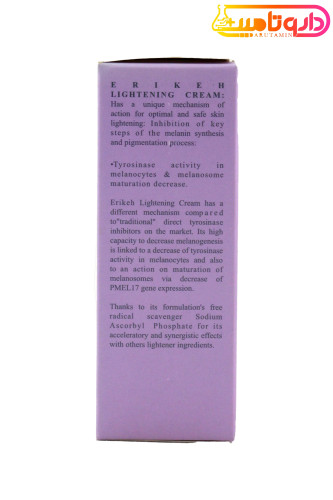 داروتامین
DARUTAMIN
ERIKEH
LIGHTENING CREAM:
Has a unique mechanism of
action for optimal and safe skin
lightening: Inhibition of key
steps of the melanin synthesis
and pigmentation process:
•Tyrosinase activity in
melanocytes & melanosome
maturation decrease.
Erikeh Lightening Cream has a
different mechanism compared
to"traditional" direct tyrosinase
inhibitors on the market. Its high
capacity to decrease melanogenesis
is linked to a decrease of tyrosinase
activity in melanocytes and also
to an action on maturation of
melanosomes via decrease of
PMEL17 gene expression.
Thanks to its formulation's free
radical scavenger Sodium
Ascorbyl Phosphate for its
acceleratory and synergistic effects
with others lightener ingredients.